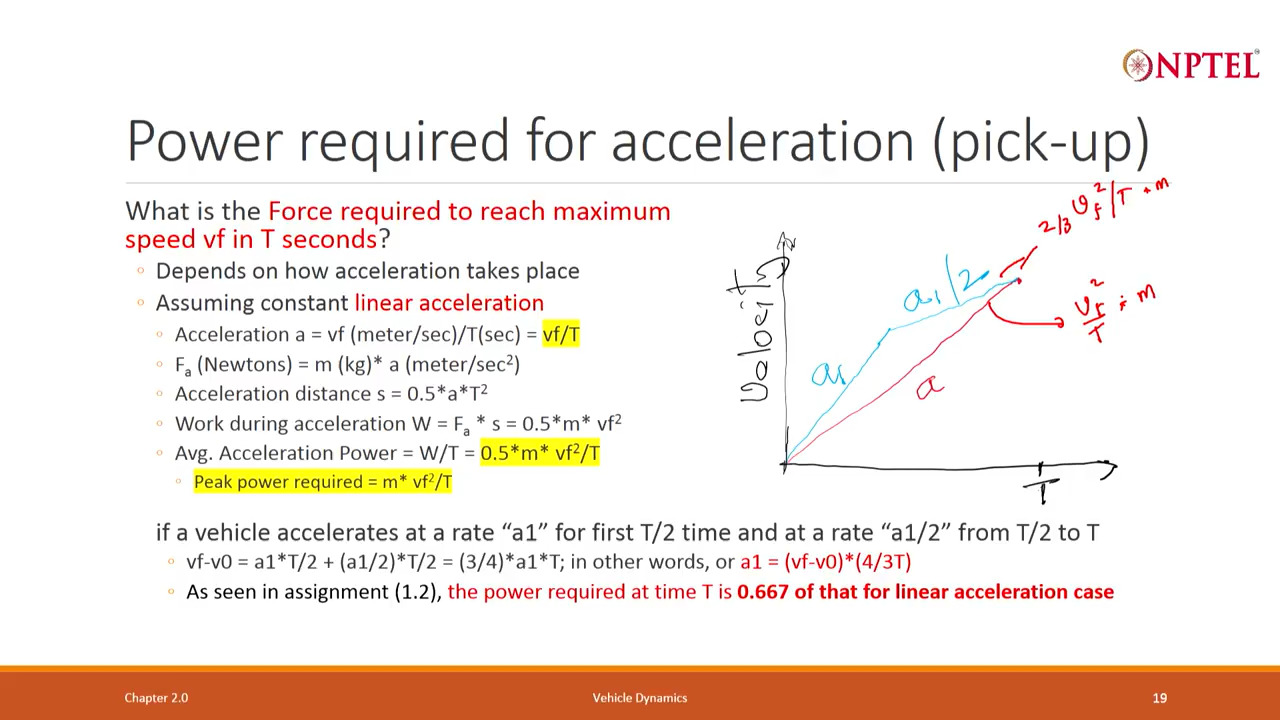 NPTEL
Power required for acceleration (pick-up)
What is the Force required to reach maximum
speed vf in T seconds?
◦ Depends on how acceleration takes place
◦ Assuming constant linear acceleration
◦ Acceleration a = vf (meter/sec)/T(sec) = vf/T
◦ Fₐ (Newtons) = m (kg)* a (meter/sec²)
◦ Acceleration distance s = 0.5*a*T²
◦ Work during acceleration W = Fₐ * s = 0.5*m* vf²
◦ Avg. Acceleration Power = W/T = 0.5*m* vf²/T
◦ Peak power required = m* vf²/T
2/3 v_f²/T * m
a1/2
v_f²/T * m
Velocity
a1
a
T
if a vehicle accelerates at a rate “a1” for first T/2 time and at a rate “a1/2” from T/2 to T
◦ vf-v0 = a1*T/2 + (a1/2)*T/2 = (3/4)*a1*T; in other words, or a1 = (vf-v0)*(4/3T)
◦ As seen in assignment (1.2), the power required at time T is 0.667 of that for linear acceleration case
Chapter 2.0
Vehicle Dynamics
19